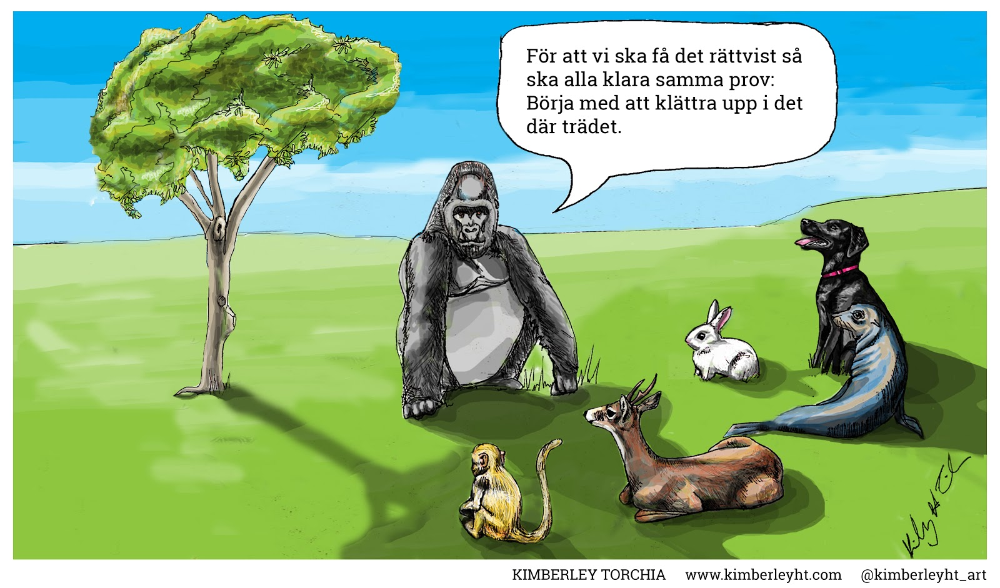 För att vi ska få det rättvist så
ska alla klara samma prov:
Börja med att klättra upp i det
där trädet.
KIMBERLEY TORCHIA www.kimberleyht.com @kimberleyht_art